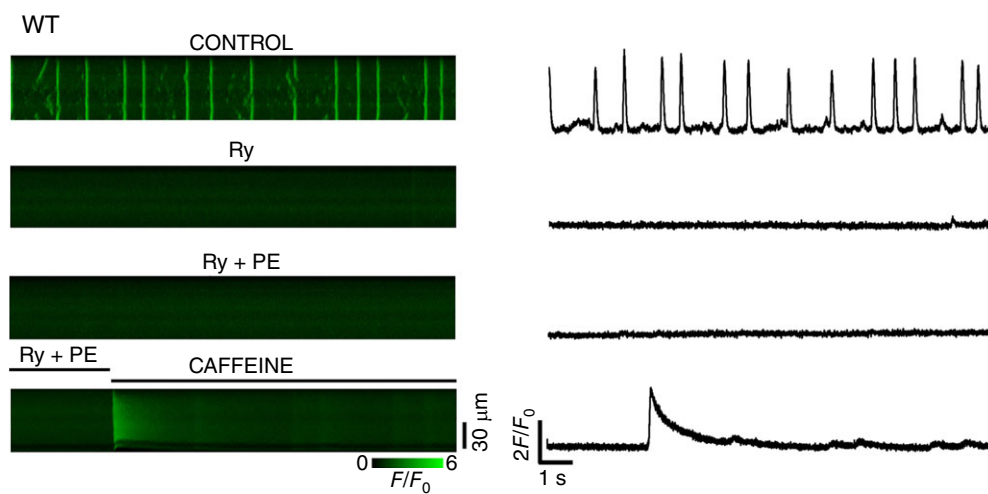 WT
CONTROL
Ry
Ry + PE
Ry + PE
CAFFEINE
30 μm
0 6
F/F0
2F/F0
1 s